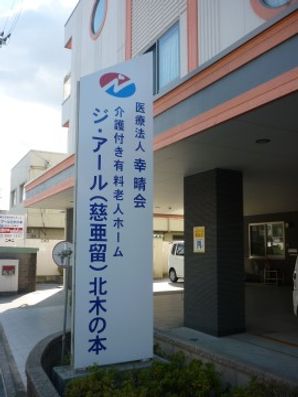 医療法人 幸晴会
介護付き有料老人ホーム
ジ・アール(慈亜留)北木の本